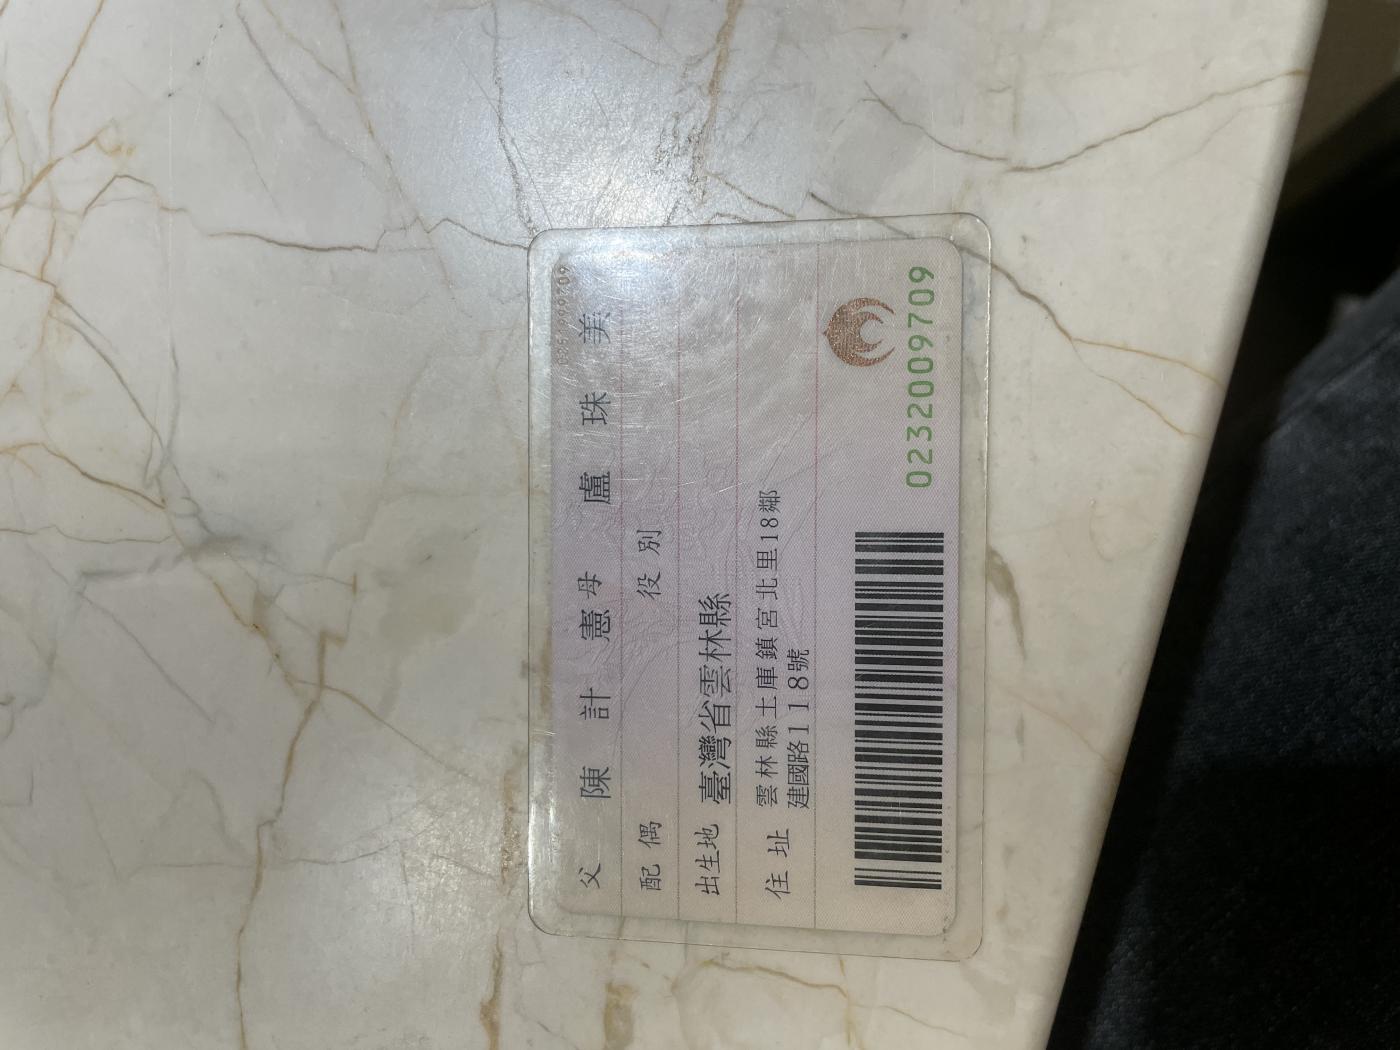 父 陳計憲 母 盧珠美
配偶 役別
出生地 臺灣省雲林縣
住址 雲林縣土庫鎮宮北里18鄰
建國路118號
0232009709